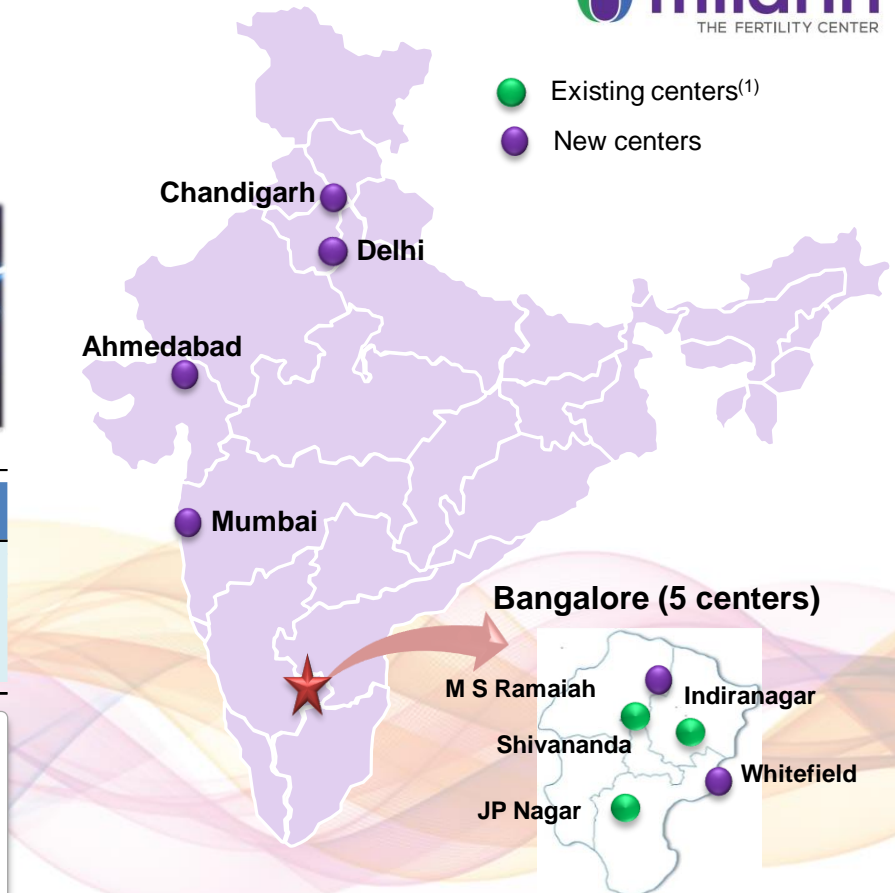 milann
THE FERTILITY CENTER
Existing centers(1)
New centers
Chandigarh
Delhi
Ahmedabad
Mumbai
Bangalore (5 centers)
M S Ramaiah
Indiranagar
Shivananda
Whitefield
JP Nagar